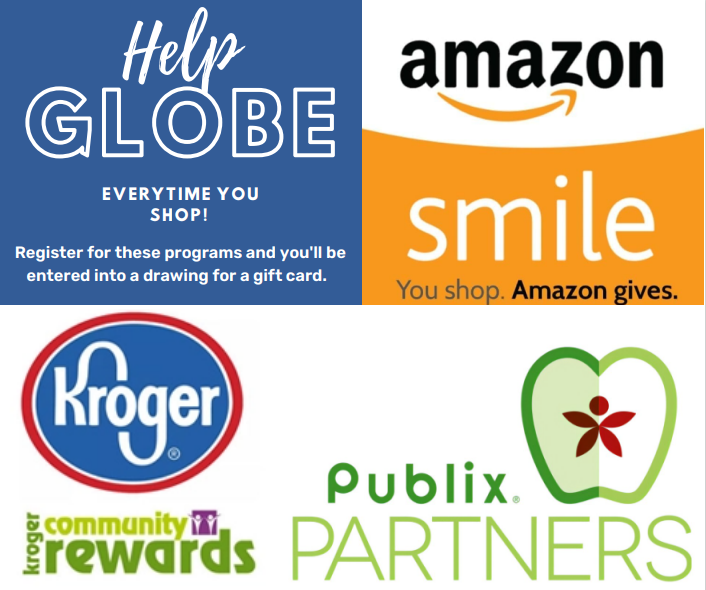 Help
GLOBE
EVERYTIME YOU
SHOP!
Register for these programs and you'll be
entered into a drawing for a gift card.
amazon
smile
You shop. Amazon gives.
Kroger
®
kroger
community
rewards
Publix®
PARTNERS